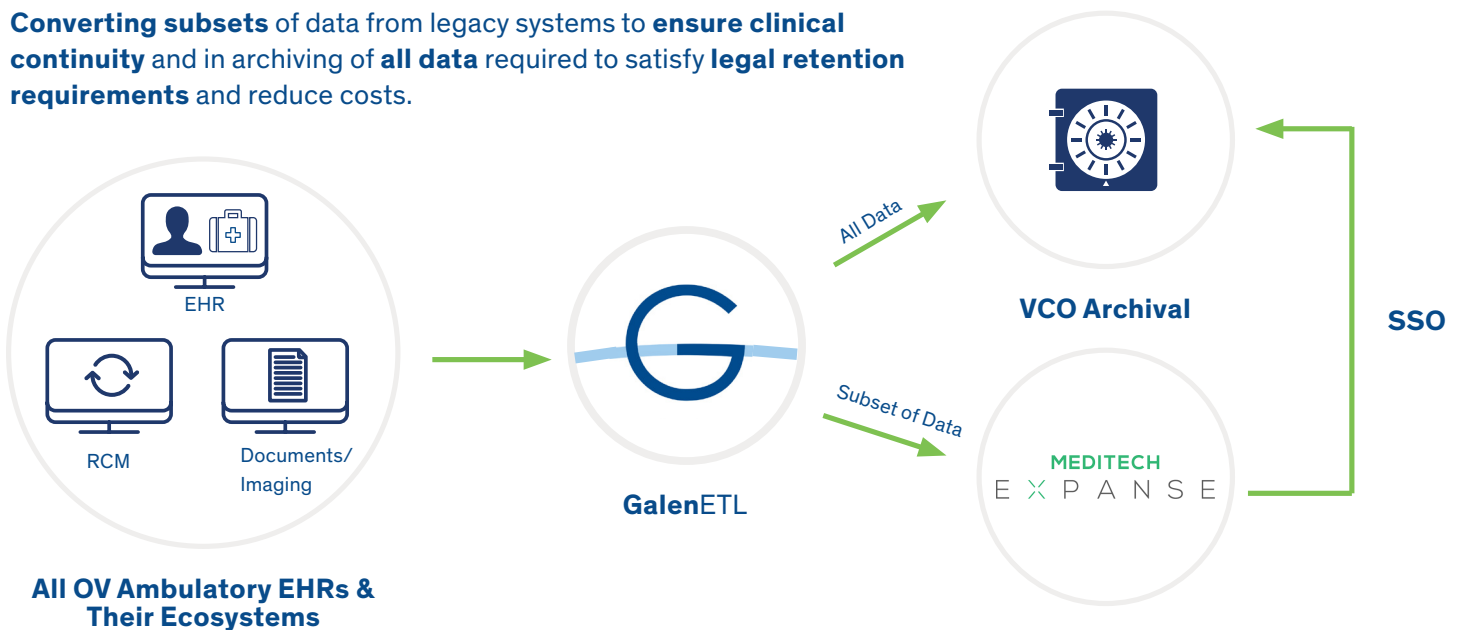 Converting subsets of data from legacy systems to ensure clinical
continuity and in archiving of all data required to satisfy legal retention
requirements and reduce costs.
EHR
RCM
Documents/
Imaging
All OV Ambulatory EHRs &
Their Ecosystems
GalenETL
All Data
Subset of Data
VCO Archival
MEDITECH
EXPANSE
SSO